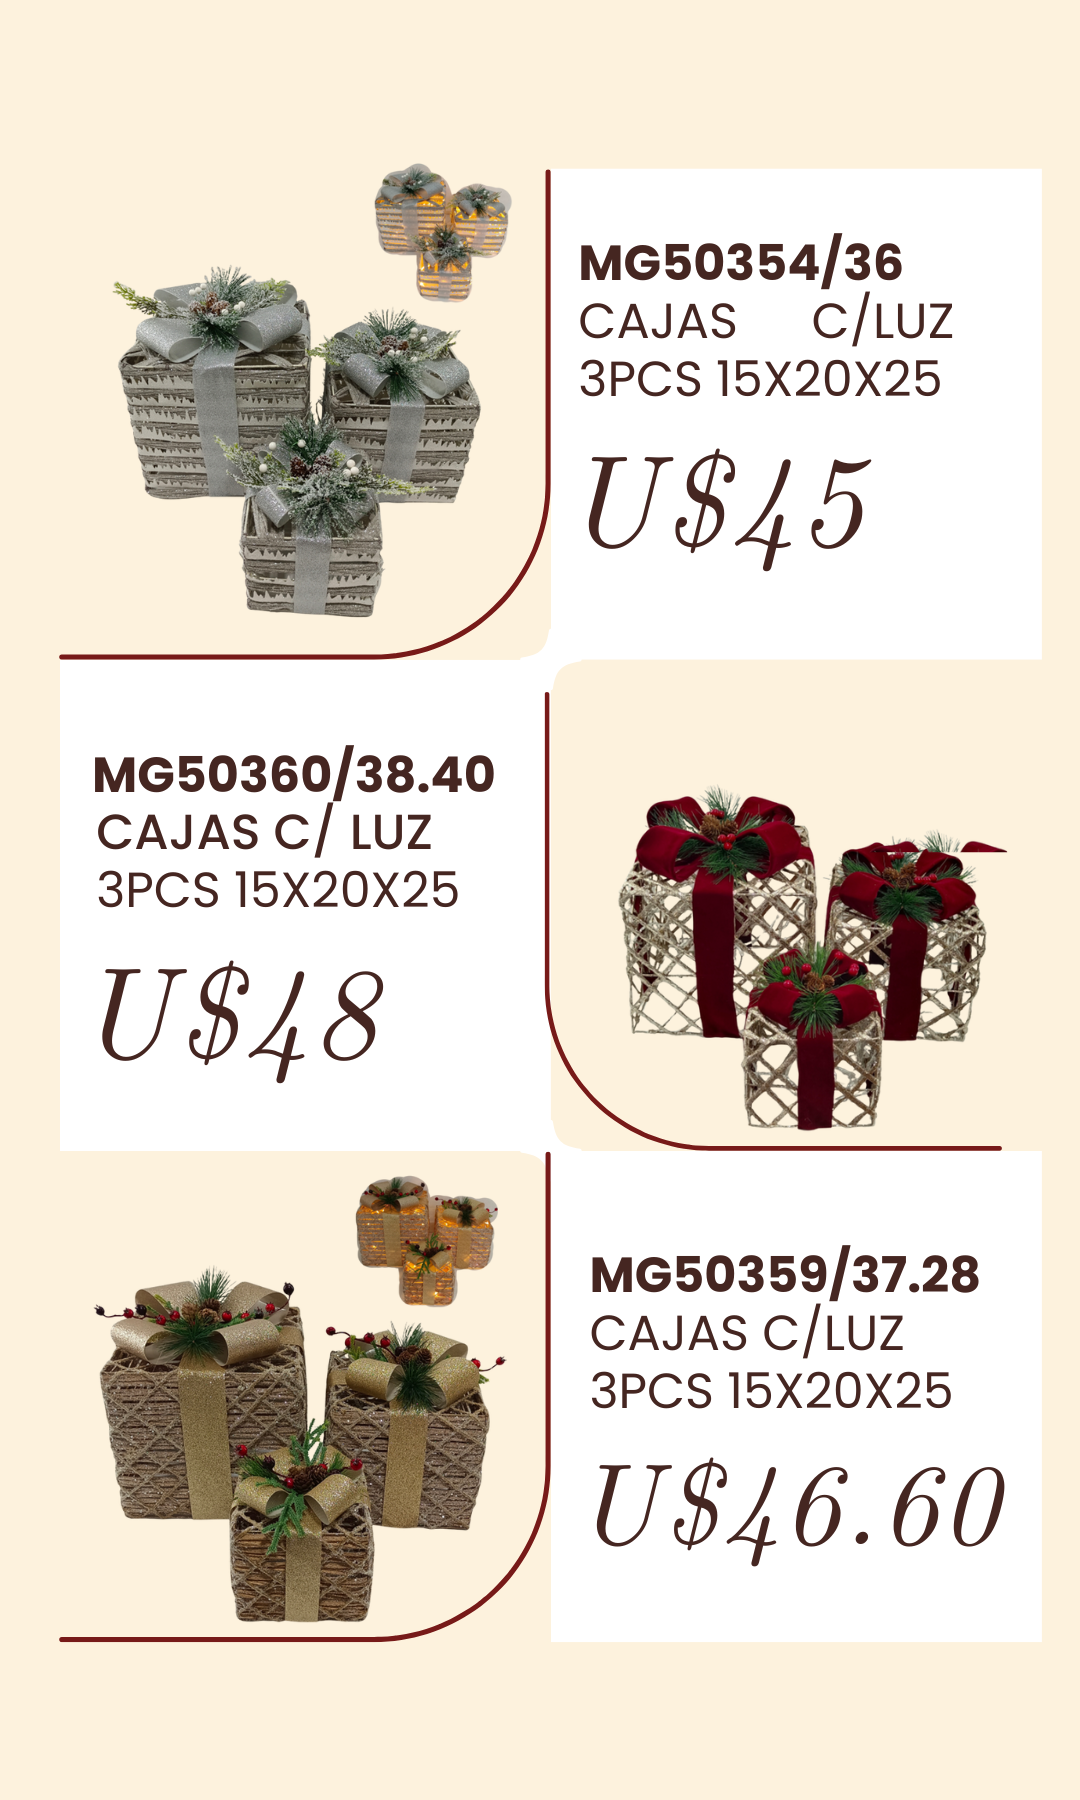 MG50354/36
CAJAS C/LUZ
3PCS 15X20X25
U$45
MG50360/38.40
CAJAS C/ LUZ
3PCS 15X20X25
U$48
MG50359/37.28
CAJAS C/LUZ
3PCS 15X20X25
U$46.60